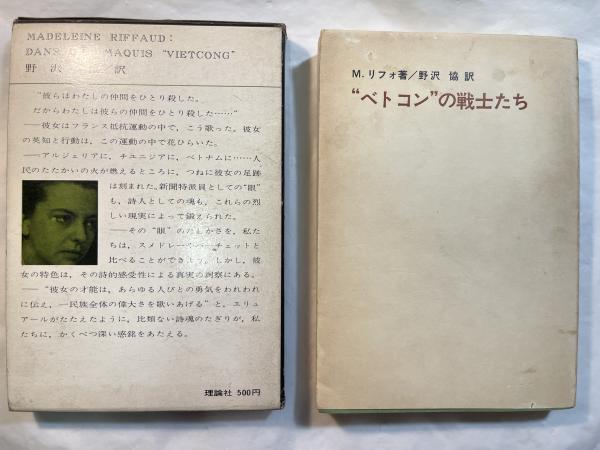 MADELEINE RIFFAUD:
DANS MAQUIS "VIETCONG"
野沢 協/訳
"彼らはわたしの仲間をひとり殺した。
だからわたしは彼らの仲間をひとり殺した……"
──彼女はフランス抵抗運動の中で、こう歌った。彼女
の英知と行動は、この運動の中で花ひらいた。
──アルジェリアに、チュニジアに、ベトナムに……人
民のたたかいの火が燃えるところに、つねに彼女の足跡
は刻まれた。新聞特派員としての"眼"
も、詩人としての魂も、これらの烈
しい現実によって鍛えられた。
──その"眼"のたしかさを、私た
ちは、スメドレーやバーチェットと
比べることができよう。しかし、彼
女の特色は、その詩的感受性による真実の洞察にある。
──"彼女の才能は、あらゆる人びとの勇気をわれわれ
に伝え、一民族全体の偉大さを歌いあげる"と、エリュ
アールがたたえたように、比類ない詩魂のたぎりが、私
たちに、かくべつ深い感銘をあたえる。
理論社 500円
M.リフォ著/野沢 協 訳
"ベトコン"の戦士たち